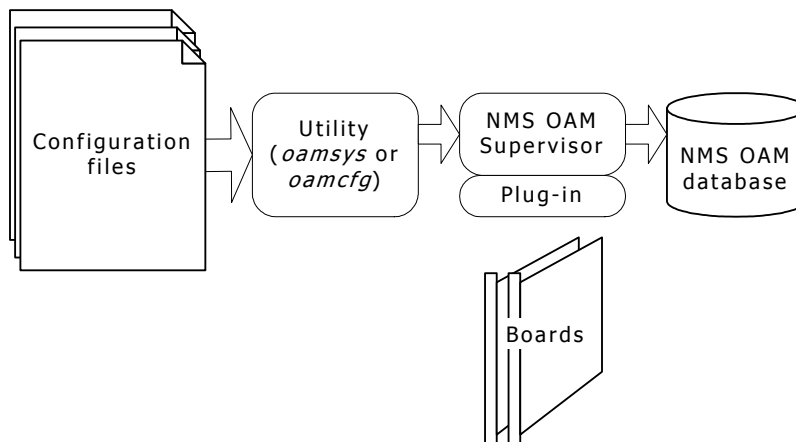 Configuration
files
Utility
(oamsys or
oamcfg)
NMS OAM
Supervisor
Plug-in
NMS OAM
database
Boards